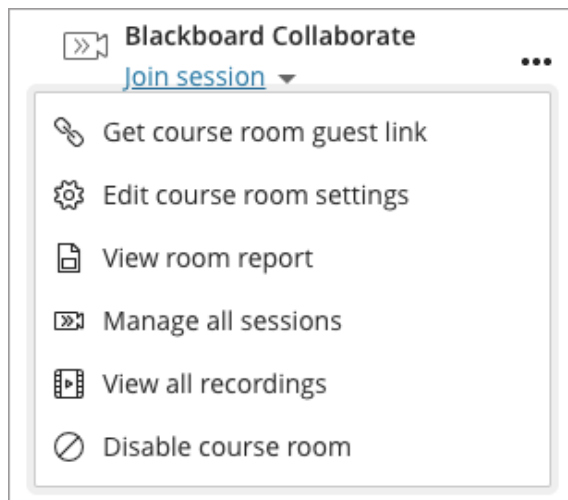 Blackboard Collaborate
Join session
Get course room guest link
Edit course room settings
View room report
Manage all sessions
View all recordings
Disable course room